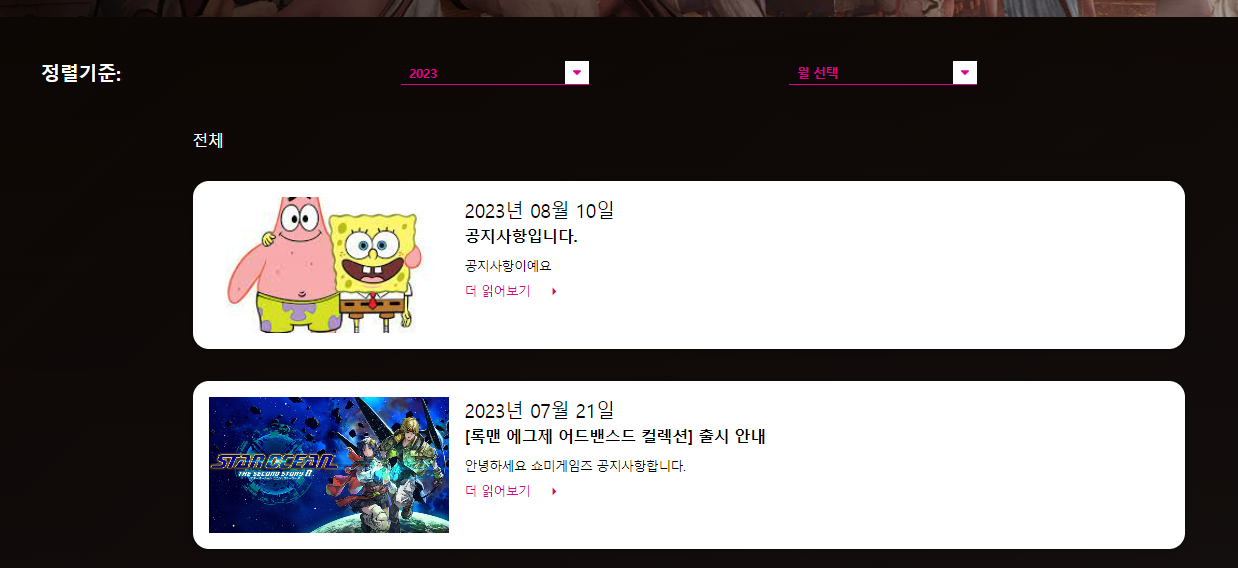 정렬기준:
2023
월 선택
전체
2023년 08월 10일
공지사항입니다.
공지사항이예요
더 읽어보기
STAR OCEAN
THE SECOND STORY R
2023년 07월 21일
[록맨 에그제 어드밴스드 컬렉션] 출시 안내
안녕하세요 쇼미게임즈 공지사항합니다.
더 읽어보기